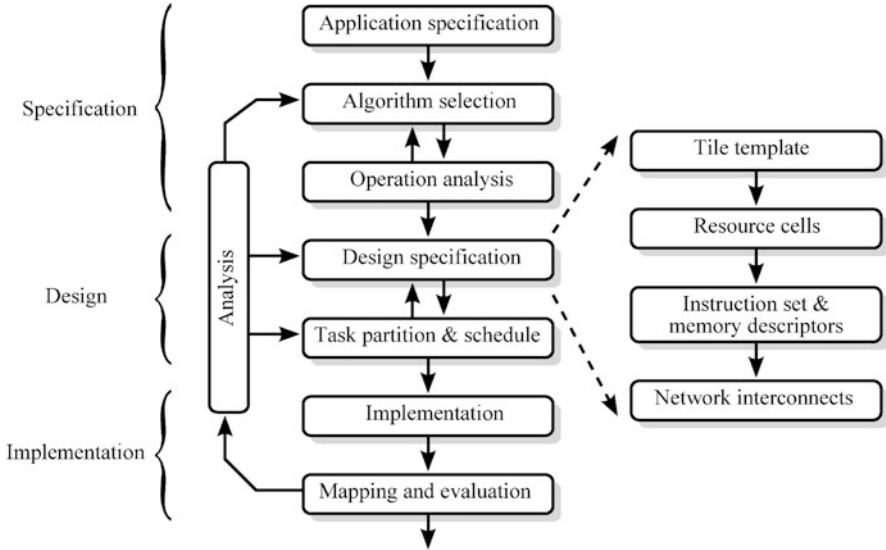 Application specification
Algorithm selection
Specification
Operation analysis
Design specification
Design
Task partition & schedule
Analysis
Implementation
Implementation
Mapping and evaluation
Tile template
Resource cells
Instruction set &
memory descriptors
Network interconnects